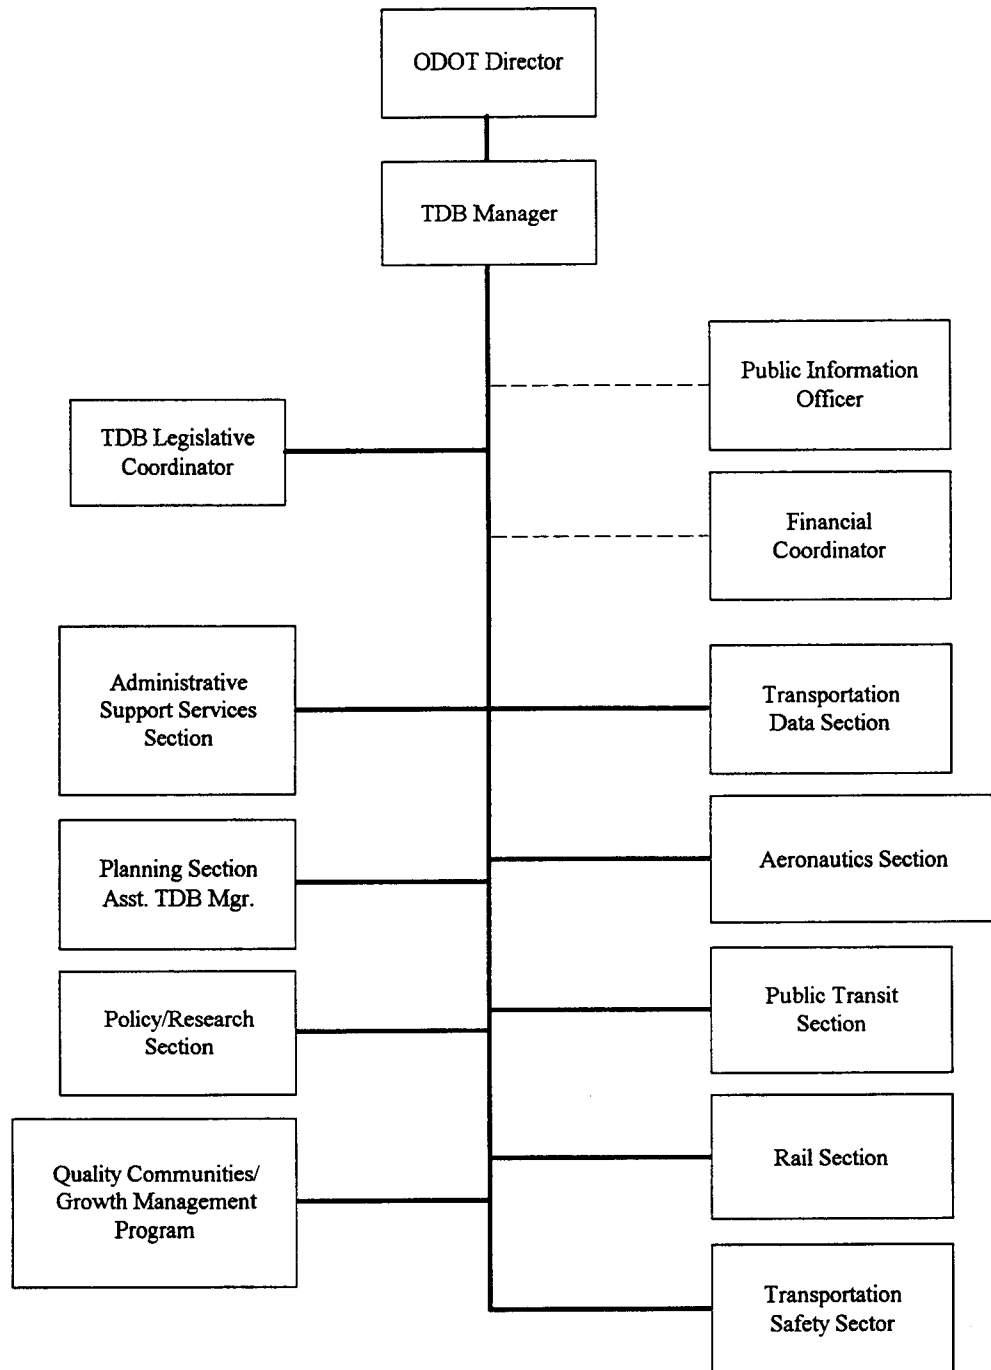 ODOT Director
TDB Manager
Public Information
Officer
TDB Legislative
Coordinator
Financial
Coordinator
Administrative
Support Services
Section
Transportation
Data Section
Planning Section
Asst. TDB Mgr.
Aeronautics Section
Policy/Research
Section
Public Transit
Section
Quality Communities/
Growth Management
Program
Rail Section
Transportation
Safety Sector